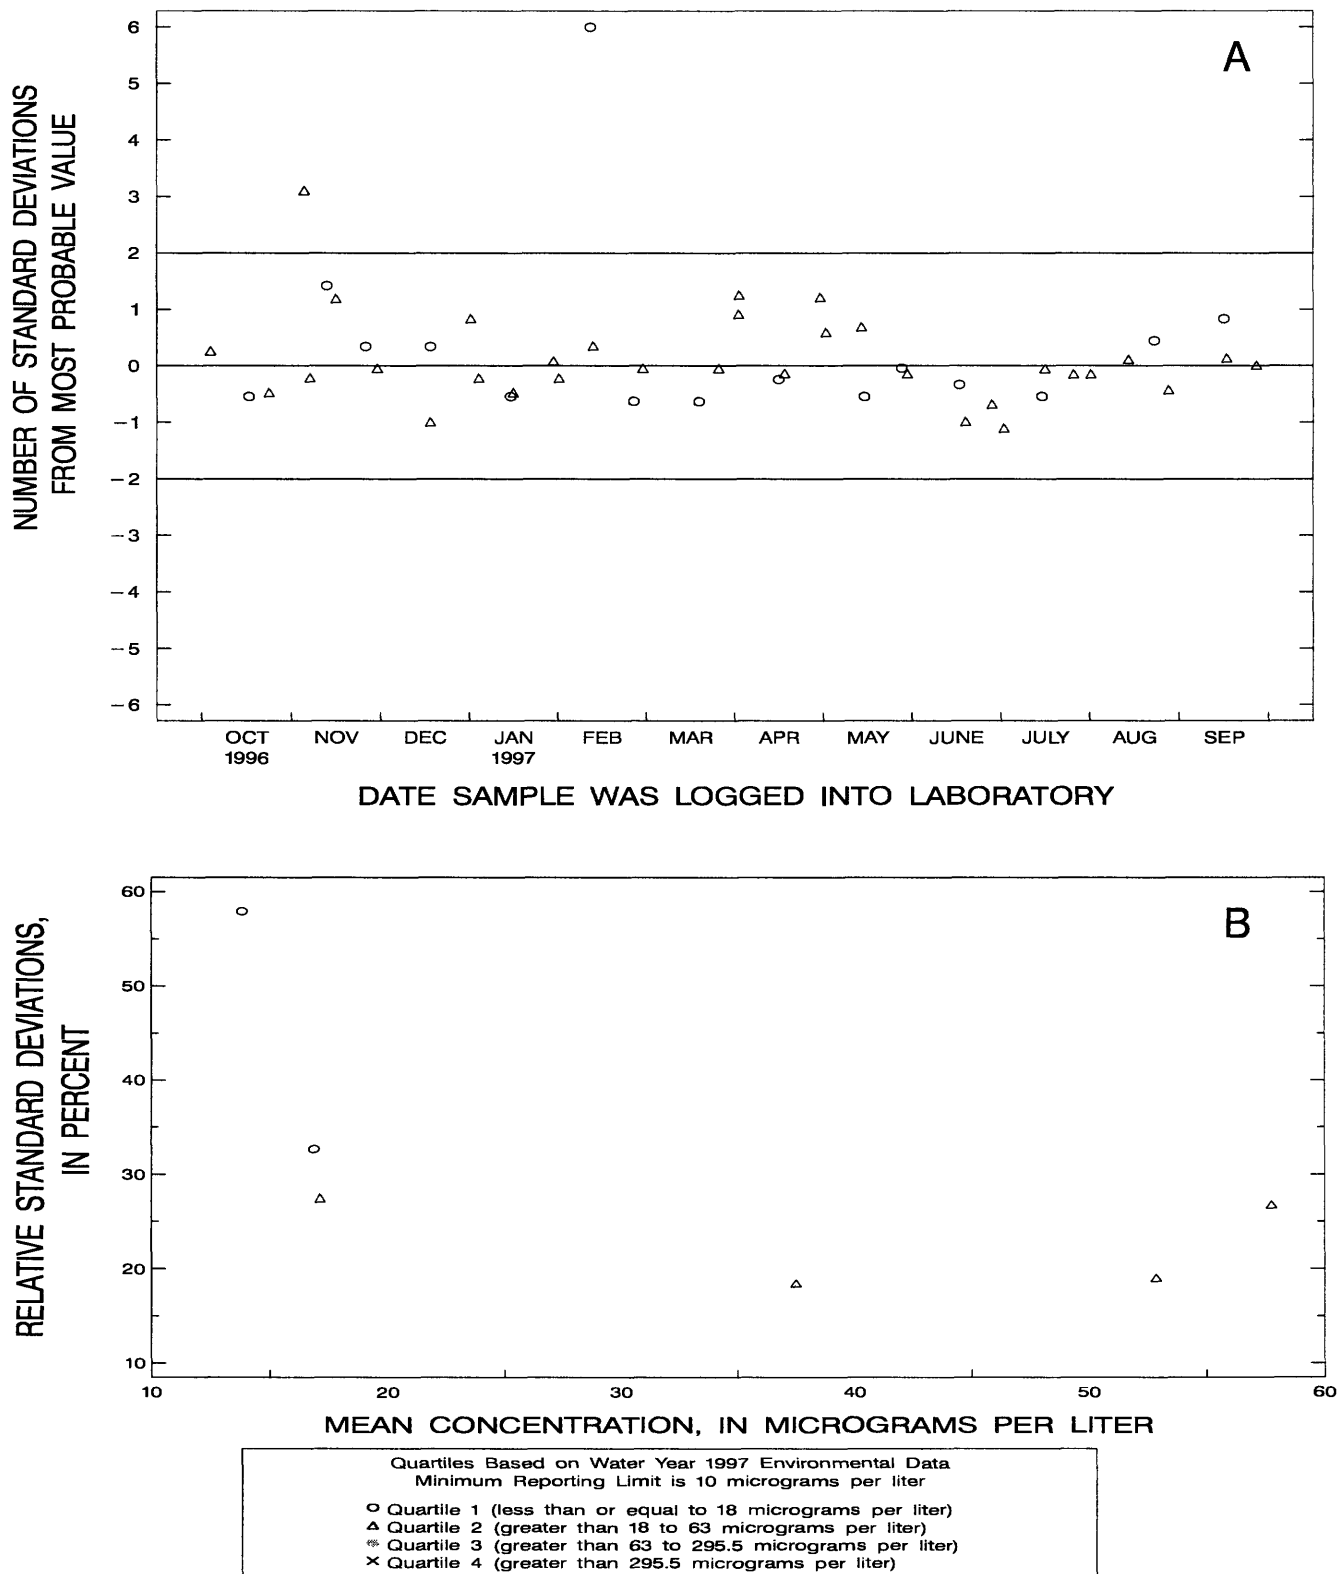 A
NUMBER OF STANDARD DEVIATIONS
FROM MOST PROBABLE VALUE
6
5
4
3
2
1
0
−1
−2
−3
−4
−5
−6
OCT NOV DEC JAN FEB MAR APR MAY JUNE JULY AUG SEP
1996 1997
DATE SAMPLE WAS LOGGED INTO LABORATORY
B
RELATIVE STANDARD DEVIATIONS,
IN PERCENT
60
50
40
30
20
10
10 20 30 40 50 60
MEAN CONCENTRATION, IN MICROGRAMS PER LITER
Quartiles Based on Water Year 1997 Environmental Data
Minimum Reporting Limit is 10 micrograms per liter
Quartile 1 (less than or equal to 18 micrograms per liter)
Quartile 2 (greater than 18 to 63 micrograms per liter)
Quartile 3 (greater than 63 to 295.5 micrograms per liter)
Quartile 4 (greater than 295.5 micrograms per liter)